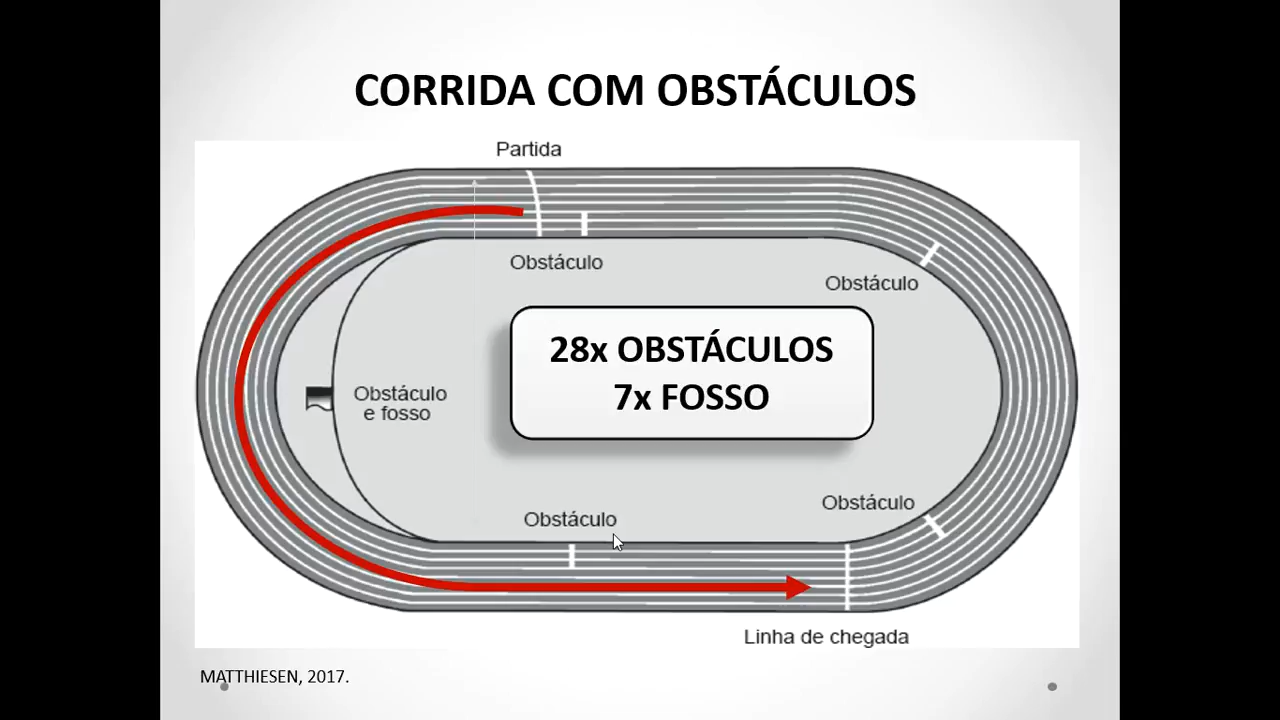 CORRIDA COM OBSTÁCULOS
Partida
Obstáculo
Obstáculo
28x OBSTÁCULOS
7x FOSSO
Obstáculo
e fosso
Obstáculo
Obstáculo
Linha de chegada
MATTHIESEN, 2017.